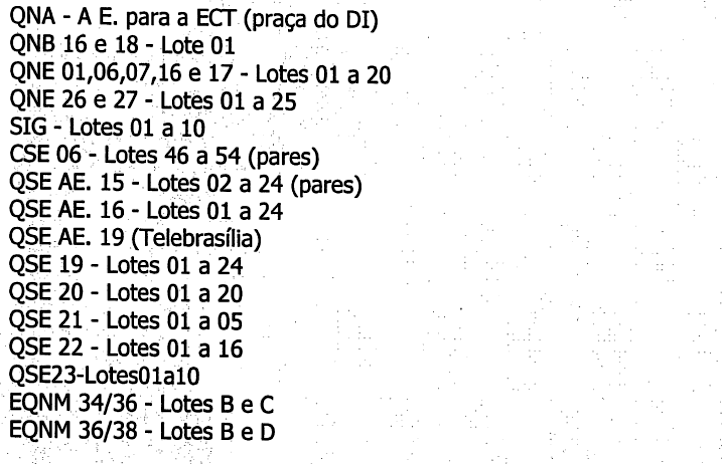 QNA - A E. para a ECT (praça do DI)
QNB 16 e 18 - Lote 01
QNE 01,06,07,16 e 17 - Lotes 01 a 20
QNE 26 e 27 - Lotes 01 a 25
SIG - Lotes 01 a 10
CSE 06 - Lotes 46 a 54 (pares)
QSE AE. 15 - Lotes 02 a 24 (pares)
QSE AE. 16 - Lotes 01 a 24
QSE AE. 19 (Telebrasília)
QSE 19 - Lotes 01 a 24
QSE 20 - Lotes 01 a 20
QSE 21 - Lotes 01 a 05
QSE 22 - Lotes 01 a 16
QSE23-Lotes01a10
EQNM 34/36 - Lotes B e C
EQNM 36/38 - Lotes B e D